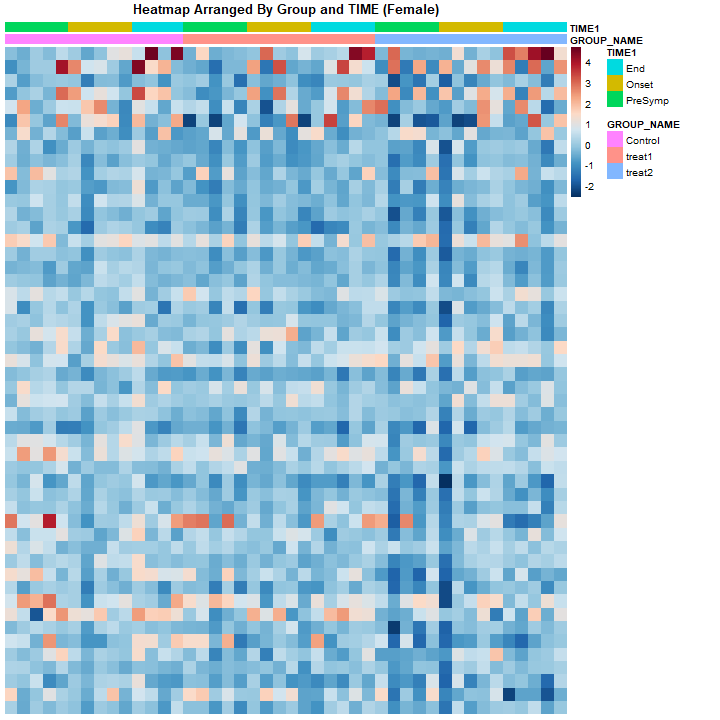 Heatmap Arranged By Group and TIME (Female)
TIME1
GROUP_NAME
TIME1
End
Onset
PreSymp
GROUP_NAME
Control
treat1
treat2
4
3
2
1
0
-1
-2